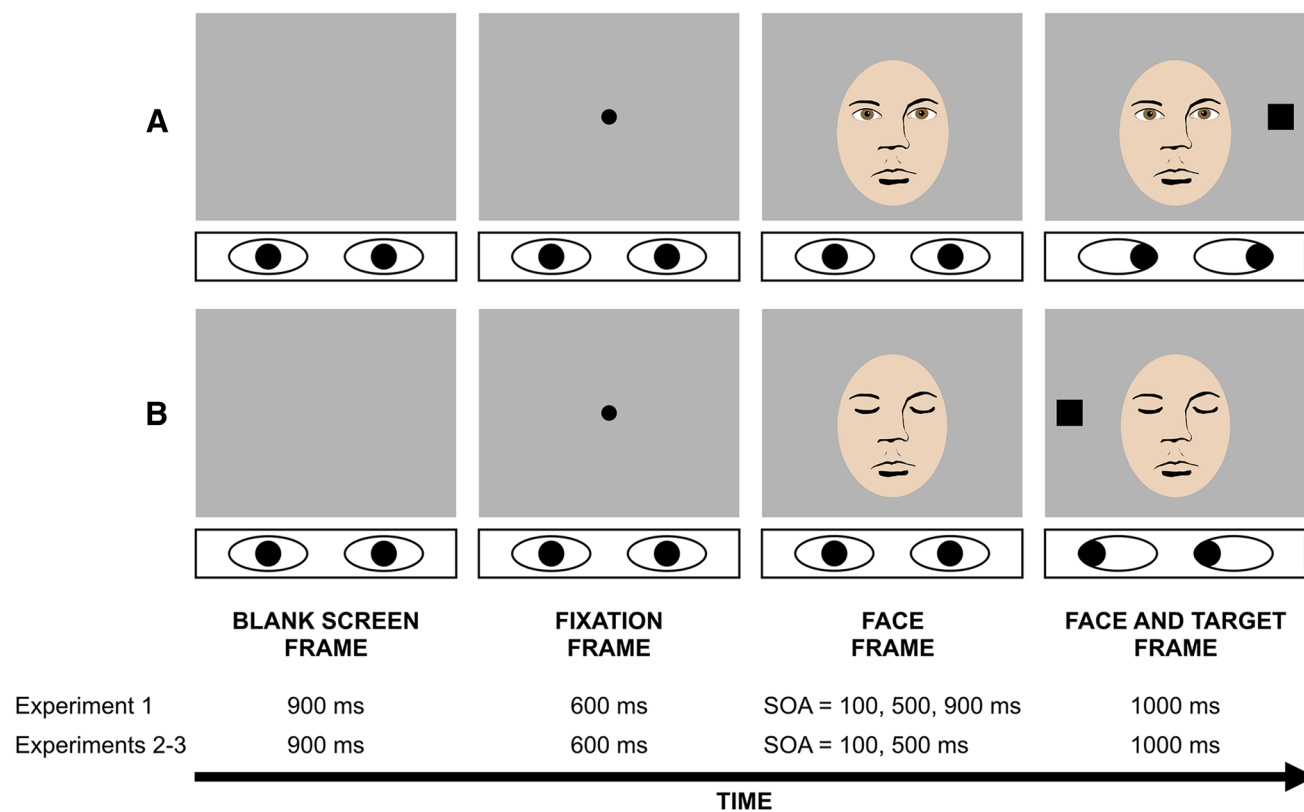 A
B
BLANK SCREEN FRAME
FIXATION FRAME
FACE FRAME
FACE AND TARGET FRAME
Experiment 1 900 ms 600 ms SOA = 100, 500, 900 ms 1000 ms
Experiments 2-3 900 ms 600 ms SOA = 100, 500 ms 1000 ms
TIME